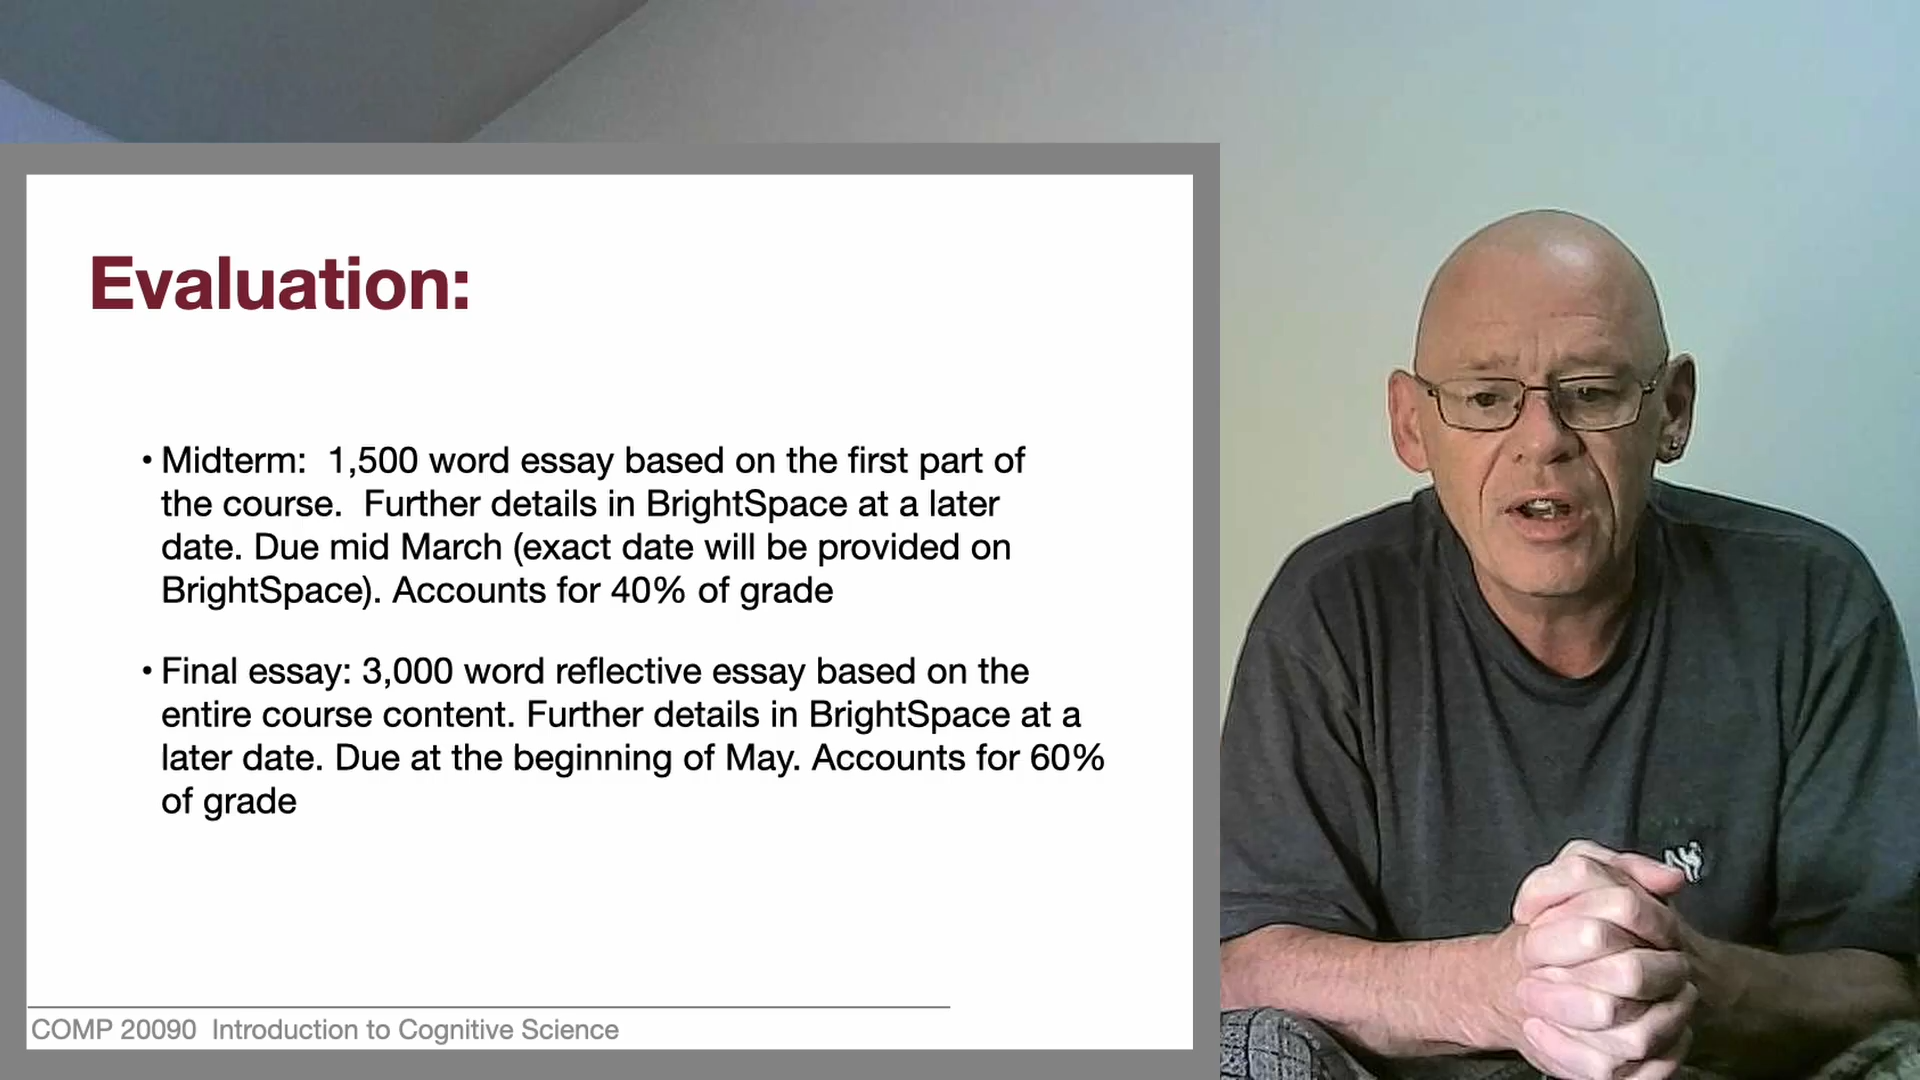 Evaluation:
• Midterm:  1,500 word essay based on the first part of
the course.  Further details in BrightSpace at a later
date. Due mid March (exact date will be provided on
BrightSpace). Accounts for 40% of grade
• Final essay: 3,000 word reflective essay based on the
entire course content. Further details in BrightSpace at a
later date. Due at the beginning of May. Accounts for 60%
of grade
COMP 20090  Introduction to Cognitive Science